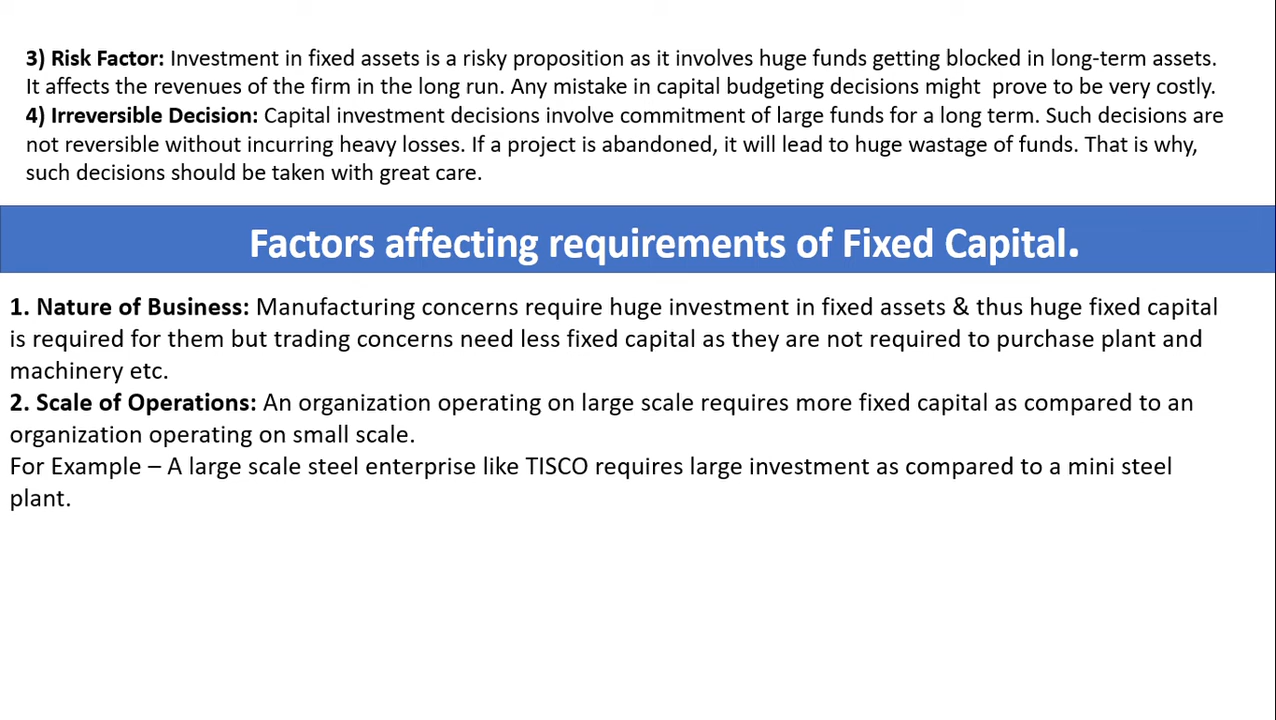 3) Risk Factor: Investment in fixed assets is a risky proposition as it involves huge funds getting blocked in long-term assets.
It affects the revenues of the firm in the long run. Any mistake in capital budgeting decisions might  prove to be very costly.
4) Irreversible Decision: Capital investment decisions involve commitment of large funds for a long term. Such decisions are
not reversible without incurring heavy losses. If a project is abandoned, it will lead to huge wastage of funds. That is why,
such decisions should be taken with great care.
Factors affecting requirements of Fixed Capital.
1. Nature of Business: Manufacturing concerns require huge investment in fixed assets & thus huge fixed capital
is required for them but trading concerns need less fixed capital as they are not required to purchase plant and
machinery etc.
2. Scale of Operations: An organization operating on large scale requires more fixed capital as compared to an
organization operating on small scale.
For Example – A large scale steel enterprise like TISCO requires large investment as compared to a mini steel
plant.